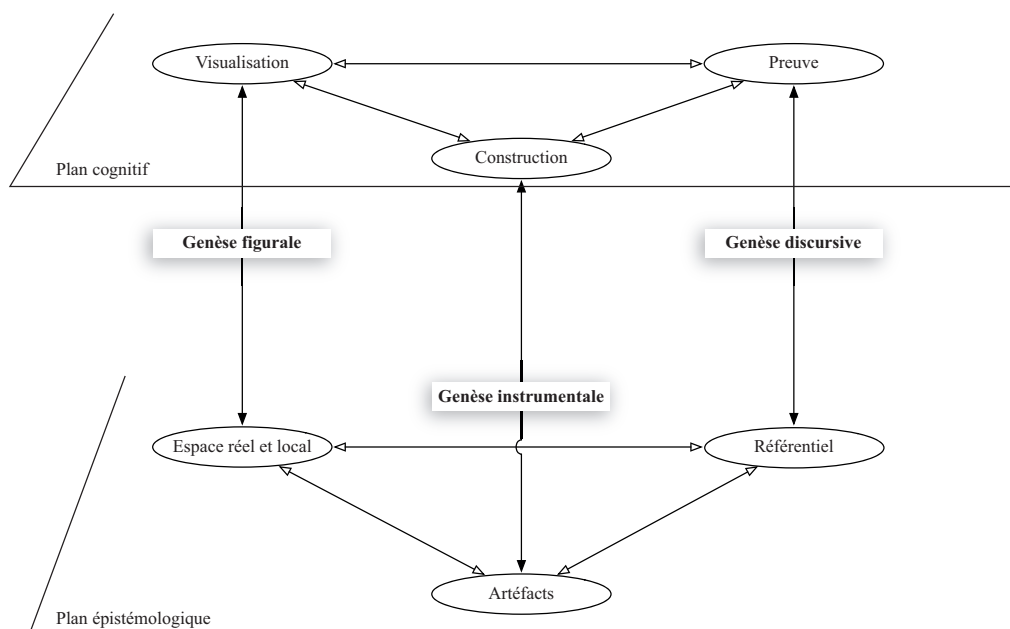 Visualisation
Preuve
Construction
Plan cognitif
Genèse figurale
Genèse discursive
Genèse instrumentale
Espace réel et local
Référentiel
Artéfacts
Plan épistémologique